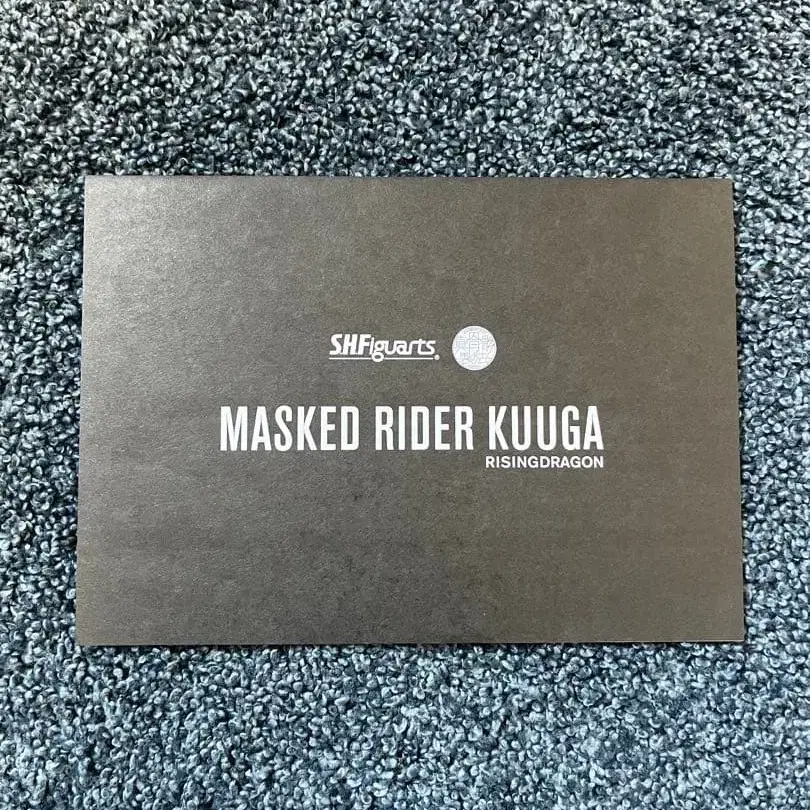 S.H.Figuarts
MASKED RIDER KUUGA
RISINGDRAGON